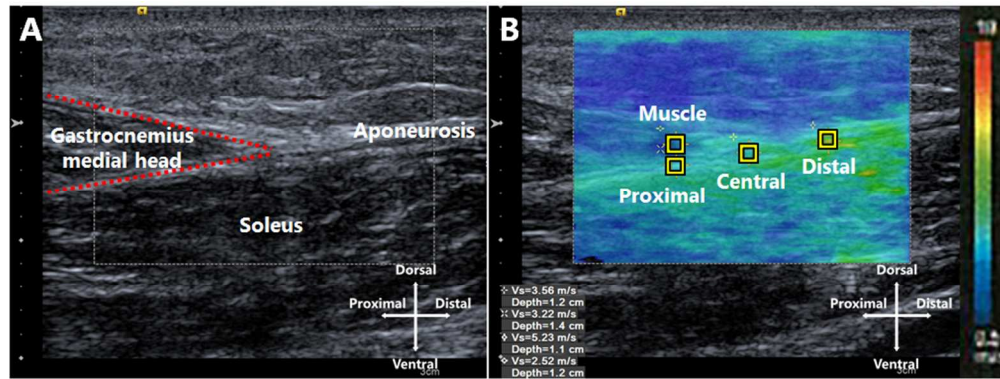 A
Gastrocnemius
medial head
Aponeurosis
Soleus
Dorsal
Proximal
Distal
Ventral
3cm
B
Muscle
Proximal
Central
Distal
Vs=3.56 m/s
Depth=1.2 cm
Vs=3.22 m/s
Depth=1.4 cm
Vs=5.23 m/s
Depth=1.1 cm
Vs=2.52 m/s
Depth=1.2 cm
Dorsal
Proximal
Distal
Ventral
3cm